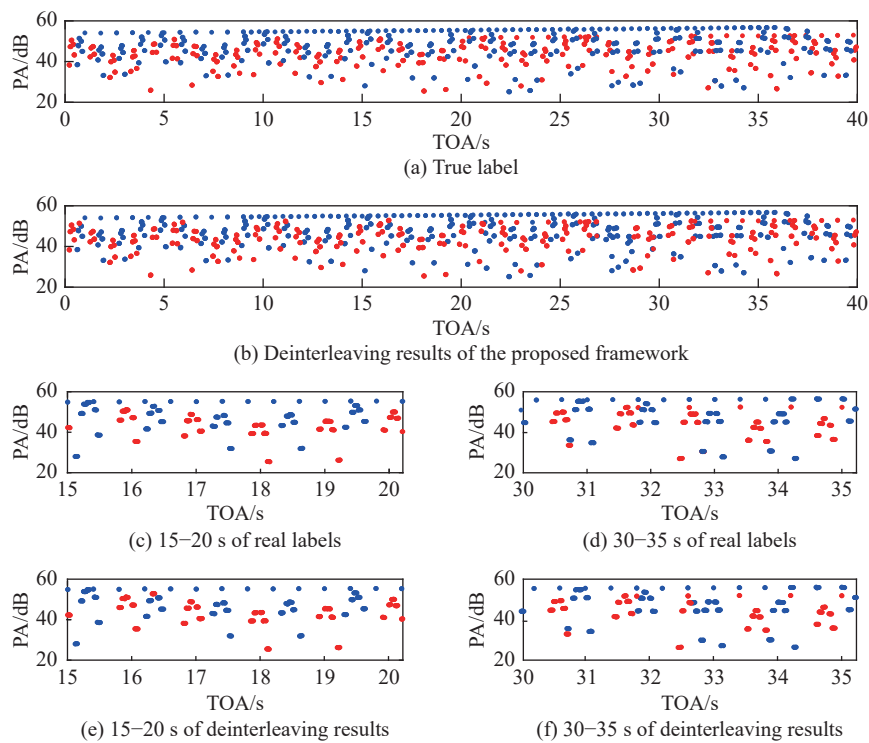 PA/dB
60
40
20
0 5 10 15 20 25 30 35 40
TOA/s
(a) True label
PA/dB
60
40
20
0 5 10 15 20 25 30 35 40
TOA/s
(b) Deinterleaving results of the proposed framework
PA/dB
60
40
20
15 16 17 18 19 20
TOA/s
(c) 15−20 s of real labels
PA/dB
60
40
20
30 31 32 33 34 35
TOA/s
(d) 30−35 s of real labels
PA/dB
60
40
20
15 16 17 18 19 20
TOA/s
(e) 15−20 s of deinterleaving results
PA/dB
60
40
20
30 31 32 33 34 35
TOA/s
(f) 30−35 s of deinterleaving results